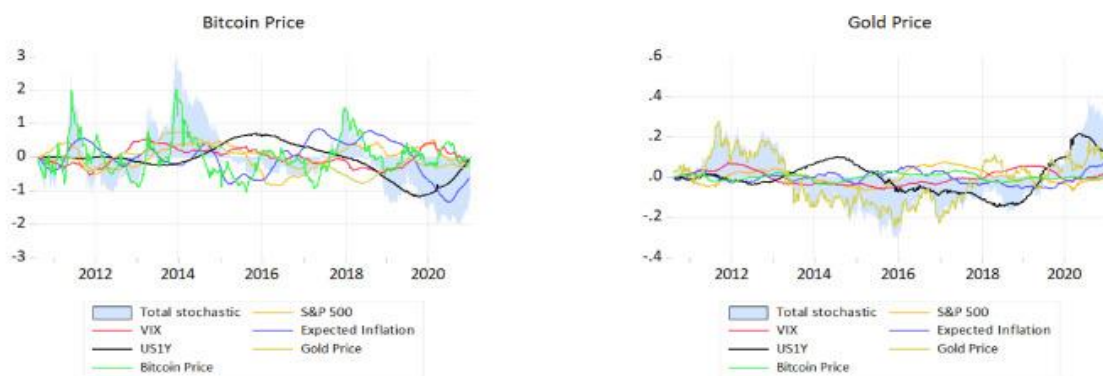 Bitcoin Price
3
2
1
0
-1
-2
-3
2012 2014 2016 2018 2020
Total stochastic S&P 500
VIX Expected Inflation
US1Y Gold Price
Bitcoin Price
Gold Price
.6
.4
.2
.0
-.2
-.4
2012 2014 2016 2018 2020
Total stochastic S&P 500
VIX Expected Inflation
US1Y Gold Price
Bitcoin Price